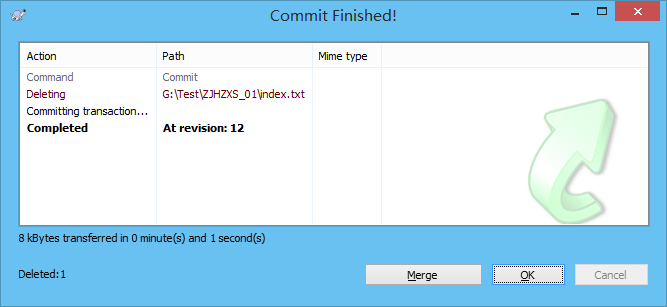 Commit Finished!
Action Path Mime type
Command Commit
Deleting G:\Test\ZJHZXS_01\index.txt
Committing transaction...
Completed At revision: 12
8 kBytes transferred in 0 minute(s) and 1 second(s)
Deleted:1 Merge OK Cancel